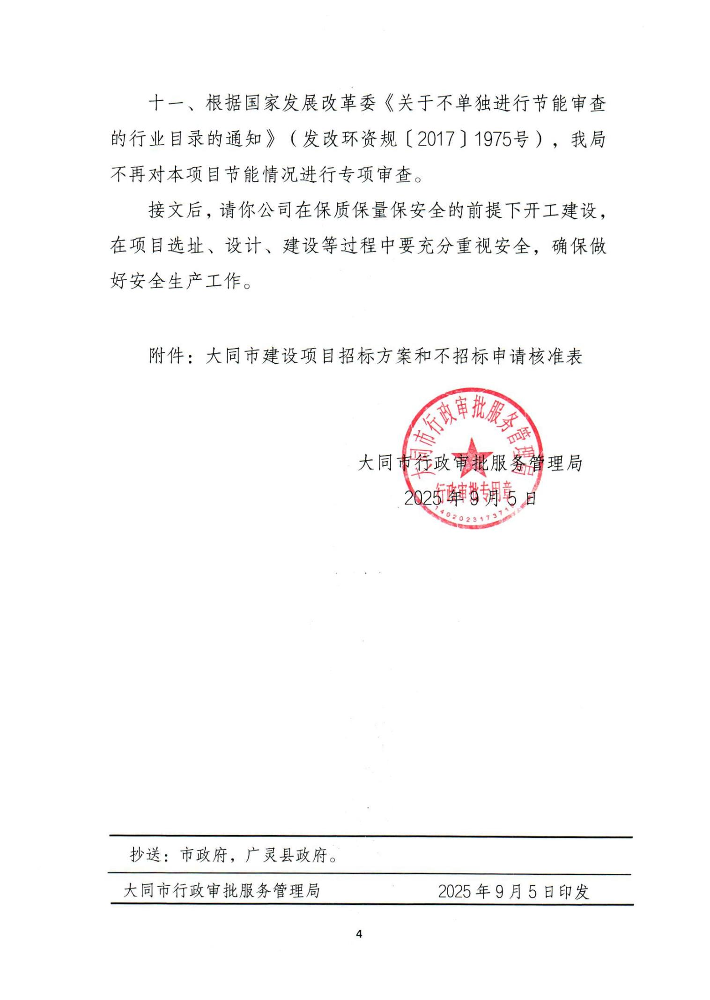 十一、根据国家发展改革委《关于不单独进行节能审查
的行业目录的通知》（发改环资规〔2017〕1975号），我局
不再对本项目节能情况进行专项审查。
接文后，请你公司在保质保量保安全的前提下开工建设，
在项目选址、设计、建设等过程中要充分重视安全，确保做
好安全生产工作。
附件：大同市建设项目招标方案和不招标申请核准表
大同市行政审批服务管理局
大同市行政审批服务管理局
行政审批专用章
2025年9月5日
抄送：市政府，广灵县政府。
大同市行政审批服务管理局 2025年9月5日印发
4